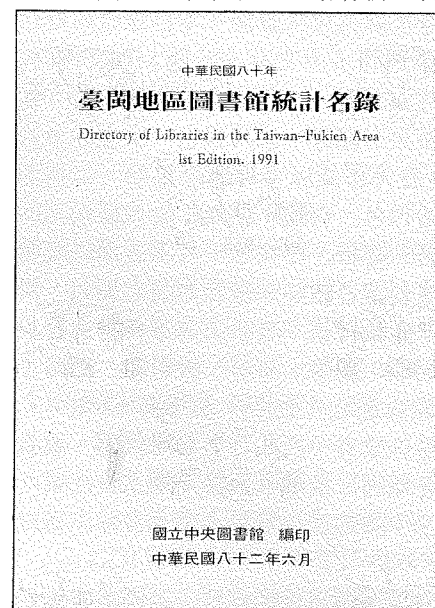 中華民國八十年
臺閩地區圖書館統計名錄
Directory of Libraries in the Taiwan–Fukien Area
1st Edition. 1991
國立中央圖書館 編印
中華民國八十二年六月